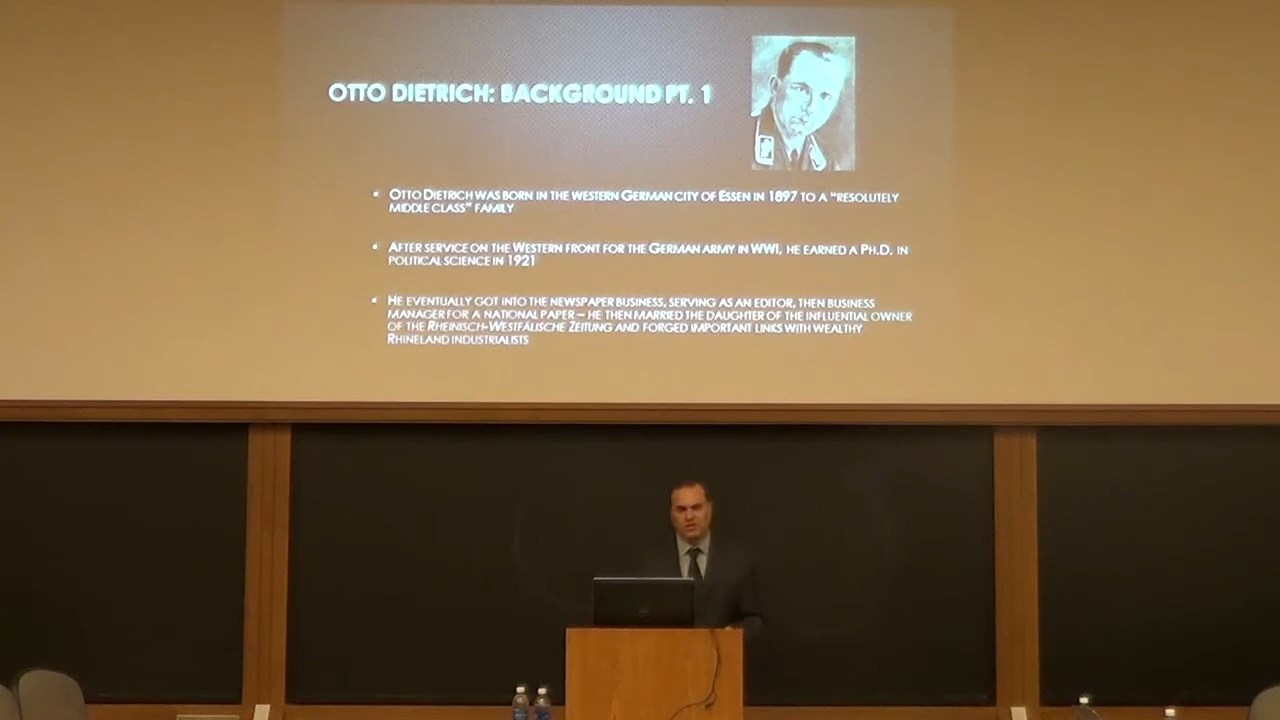 OTTO DIETRICH: BACKGROUND PT. 1
• OTTO DIETRICH WAS BORN IN THE WESTERN GERMAN CITY OF ESSEN IN 1897 TO A "RESOLUTELY
MIDDLE CLASS" FAMILY
• AFTER SERVICE ON THE WESTERN FRONT FOR THE GERMAN ARMY IN WWI, HE EARNED A PH.D. IN
POLITICAL SCIENCE IN 1921
• HE EVENTUALLY GOT INTO THE NEWSPAPER BUSINESS, SERVING AS AN EDITOR, THEN BUSINESS
MANAGER FOR A NATIONAL PAPER – HE THEN MARRIED THE DAUGHTER OF THE INFLUENTIAL OWNER
OF THE RHEINISCH-WESTFÄLISCHE ZEITUNG AND FORGED IMPORTANT LINKS WITH WEALTHY
RHINELAND INDUSTRIALISTS